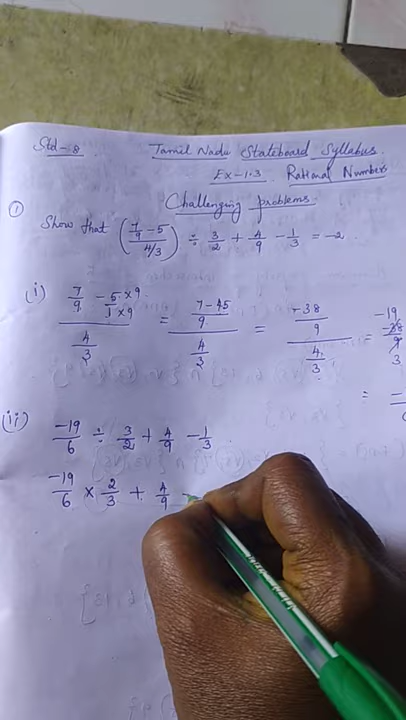 Std-8
Tamil Nadu Stateboard Syllabus.
Ex-1.3 Rational Numbers
Challenging problems.
① Show that ((7/9 - 5)/(4/3)) ÷ 3/2 + 4/9 - 1/3 = -2
(i) (7/9 - 5×9/1×9)/(4/3) = ((7-45)/9)/(4/3) = (-38/9)/(4/3) =
(ii) -19/6 ÷ 3/2 + 4/9 - 1/3
-19/6 × 2/3 + 4/9 -